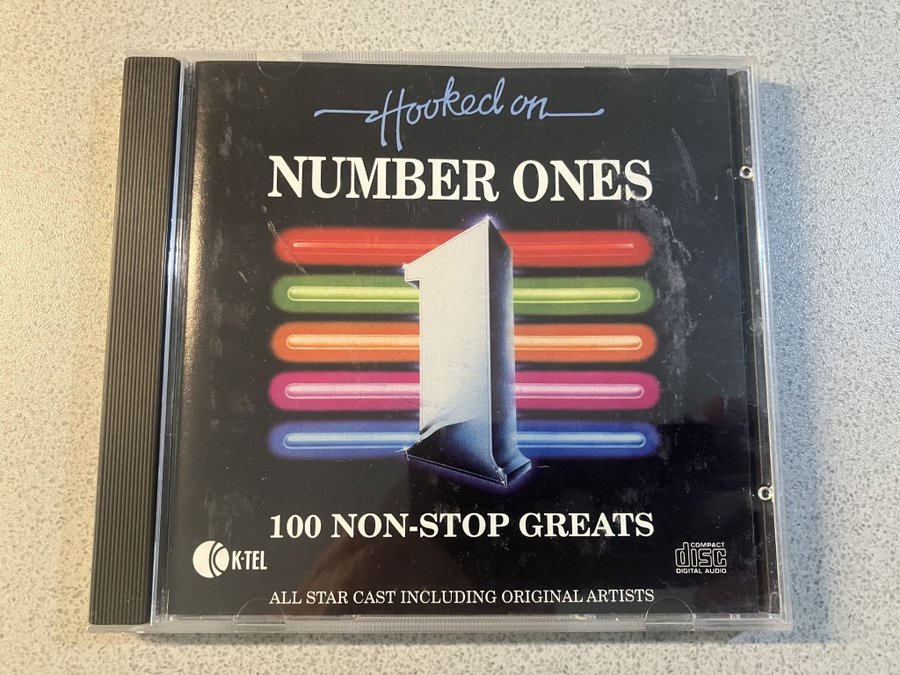 Hooked on
NUMBER ONES
1
100 NON-STOP GREATS
K-TEL
COMPACT
disc
DIGITAL AUDIO
ALL STAR CAST INCLUDING ORIGINAL ARTISTS